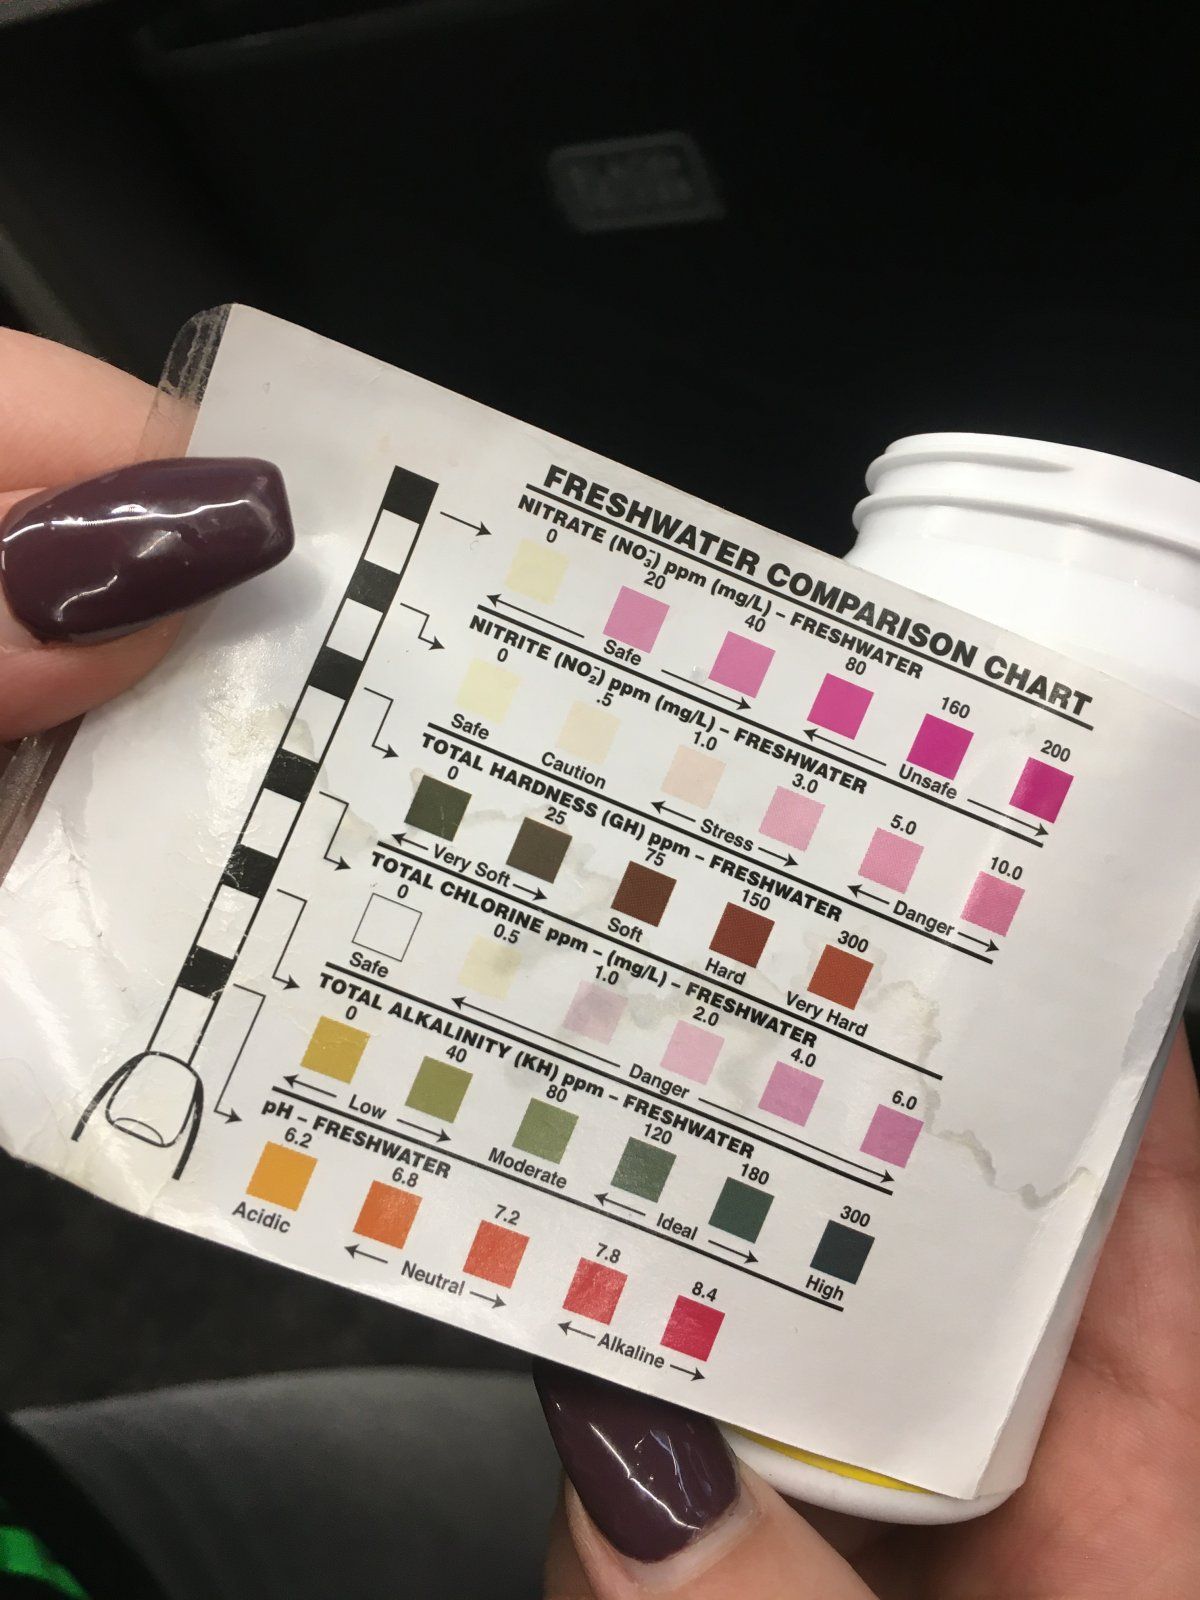 FRESHWATER COMPARISON CHART
NITRATE (NO₃⁻) ppm (mg/L) – FRESHWATER
0 20 40 80 160 200
Safe Unsafe
NITRITE (NO₂⁻) ppm (mg/L) – FRESHWATER
0 .5 1.0 3.0 5.0 10.0
Safe Caution Stress Danger
TOTAL HARDNESS (GH) ppm – FRESHWATER
0 25 75 150 300
Very Soft Soft Hard Very Hard
TOTAL CHLORINE ppm – (mg/L) – FRESHWATER
0 0.5 1.0 2.0 4.0 6.0
Safe Danger
TOTAL ALKALINITY (KH) ppm – FRESHWATER
0 40 80 120 180 300
Low Moderate Ideal High
pH – FRESHWATER
6.2 6.8 7.2 7.8 8.4
Acidic Neutral Alkaline